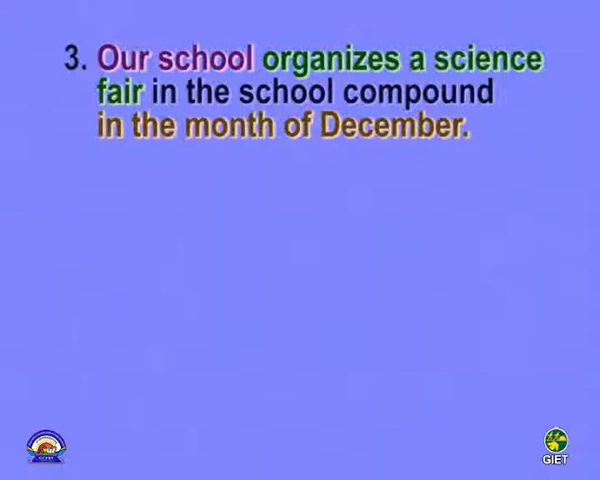 3. Our school organizes a science
fair in the school compound
in the month of December.
GIET